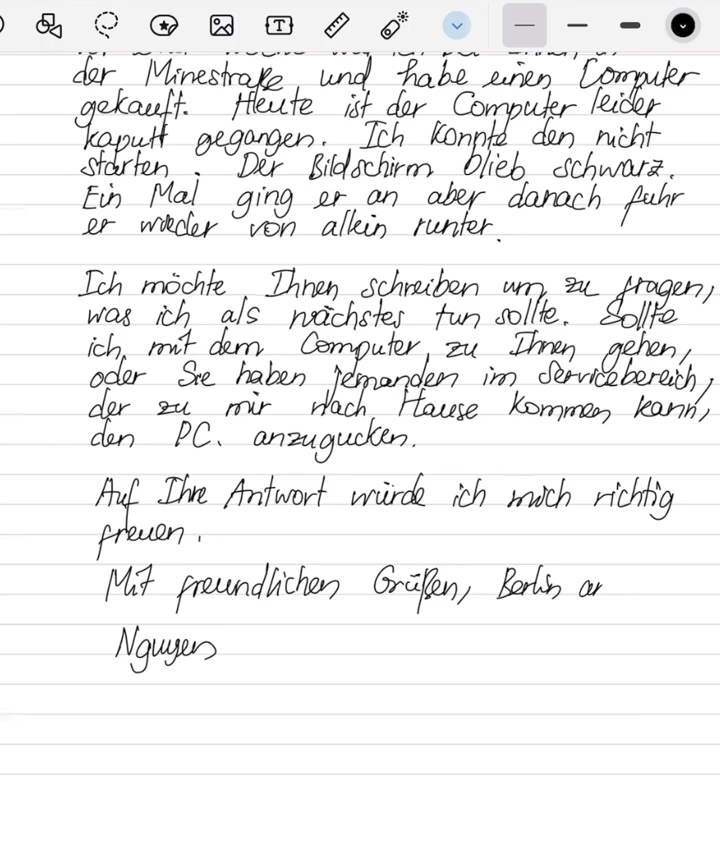 der Minestraße und habe einen Computer
gekauft. Heute ist der Computer leider
kaputt gegangen. Ich konnte den nicht
starten. Der Bildschirm blieb schwarz.
Ein Mal ging er an aber danach fuhr
er wieder von allein runter.
Ich möchte Ihnen schreiben um zu fragen,
was ich als nächstes tun sollte. Sollte
ich, mit dem Computer, zu Ihnen gehen,
oder Sie haben jemanden im Servicebereich,
der zu mir nach Hause kommen kann,
den PC. anzugucken.
Auf Ihre Antwort würde ich mich richtig
freuen.
Mit freundlichen Grüßen, Berlin
Nguyen